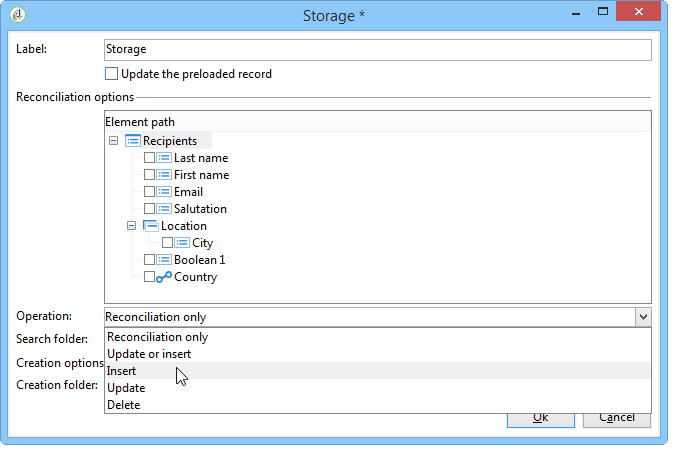 Storage *
Label: Storage
Update the preloaded record
Reconciliation options
Element path
Recipients
Last name
First name
Email
Salutation
Location
City
Boolean 1
Country
Operation: Reconciliation only
Search folder: Reconciliation only
Update or insert
Creation options
Insert
Creation folder: Update
Delete
Ok Cancel